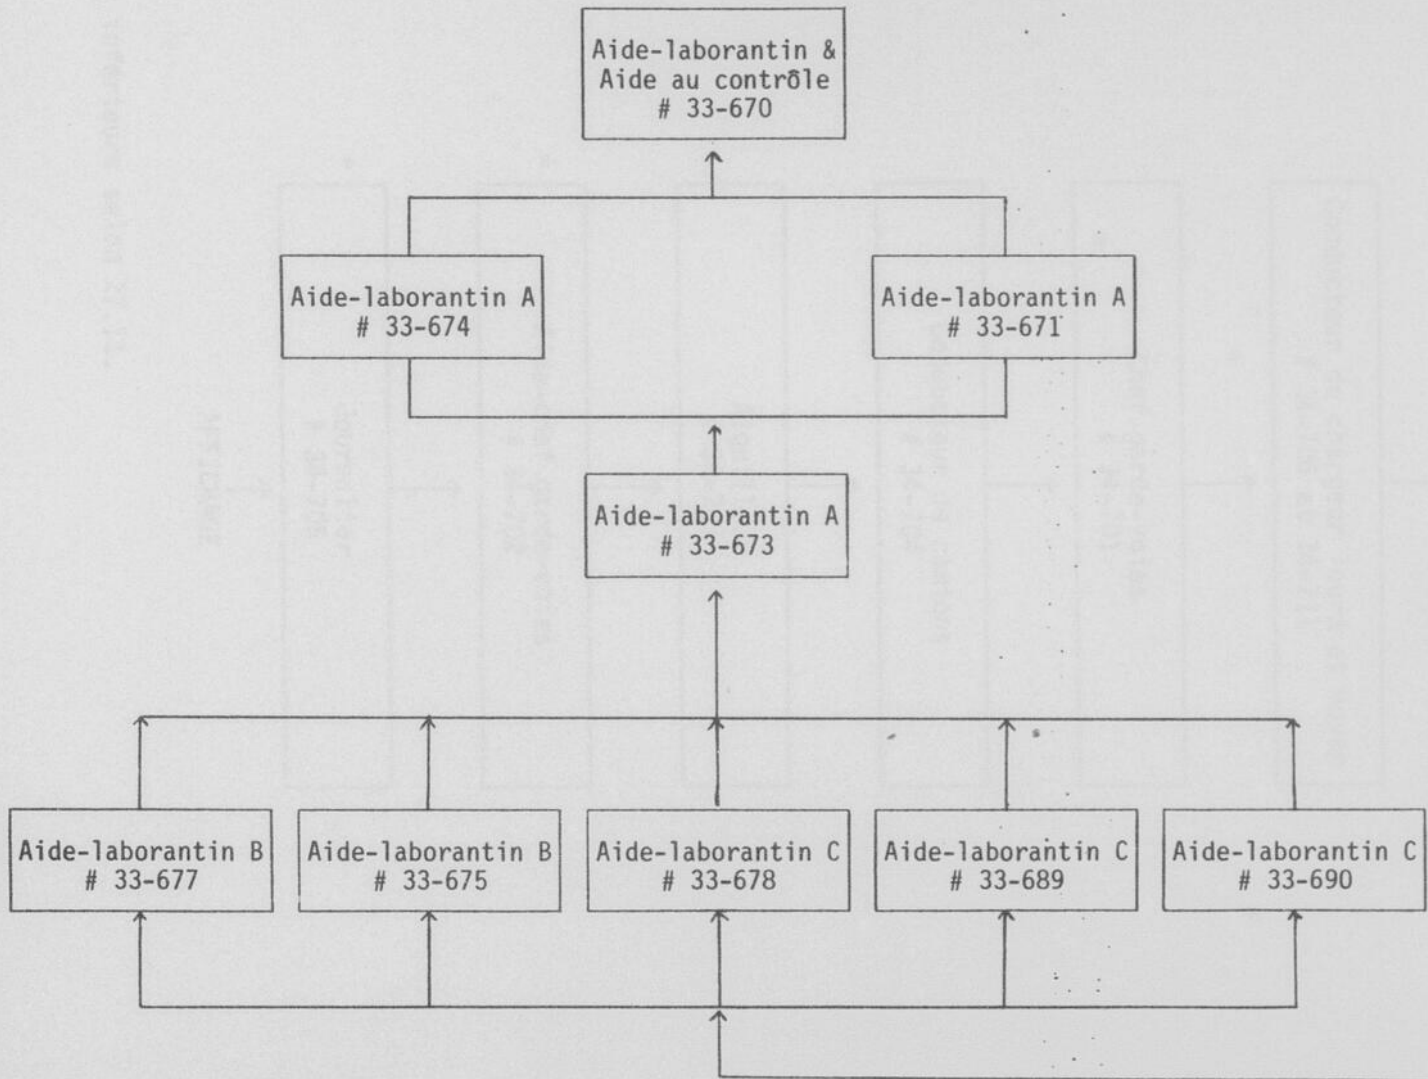 Aide-laborantin &
Aide au contrôle
# 33-670
Aide-laborantin A
# 33-674
Aide-laborantin A
# 33-671
Aide-laborantin A
# 33-673
Aide-laborantin B
# 33-677
Aide-laborantin B
# 33-675
Aide-laborantin C
# 33-678
Aide-laborantin C
# 33-689
Aide-laborantin C
# 33-690